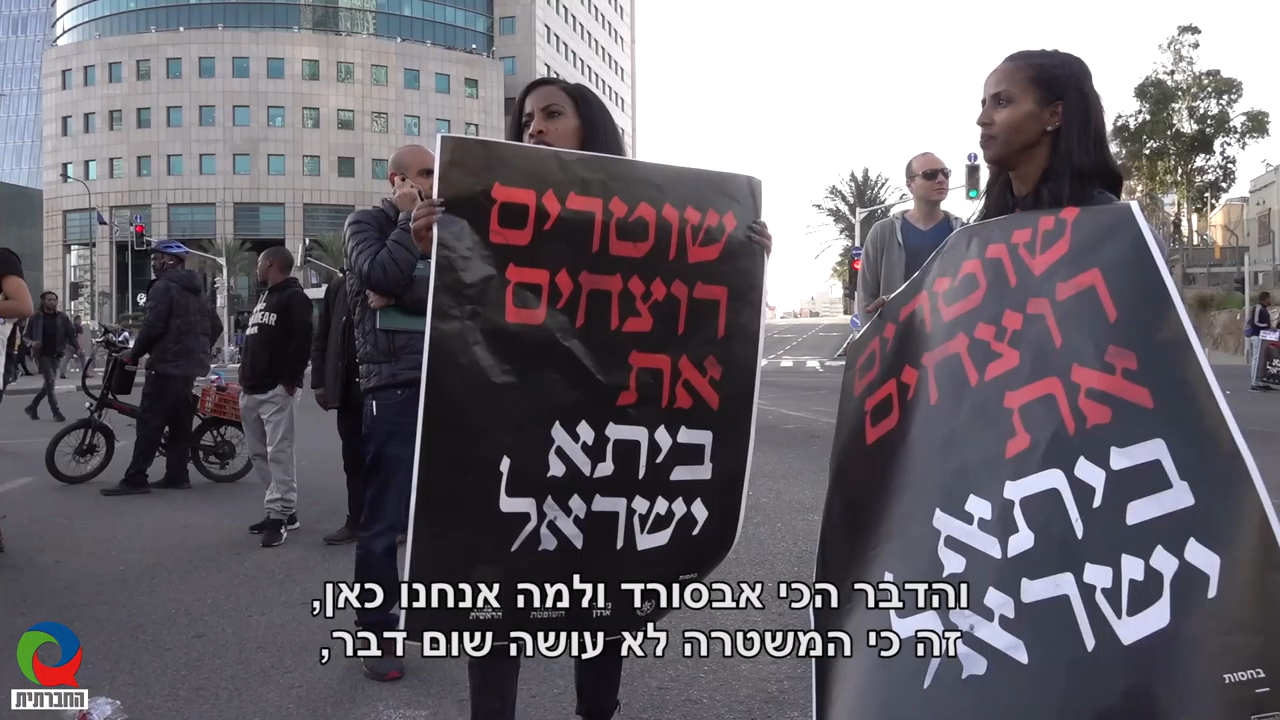 שוטרים
רוצחים
את
ביתא
ישראל
שוטרים
רוצחים
את
ביתא
ישראל
בחסות
והדבר הכי אבסורד ולמה אנחנו כאן,
זה כי המשטרה לא עושה שום דבר,
החברתית